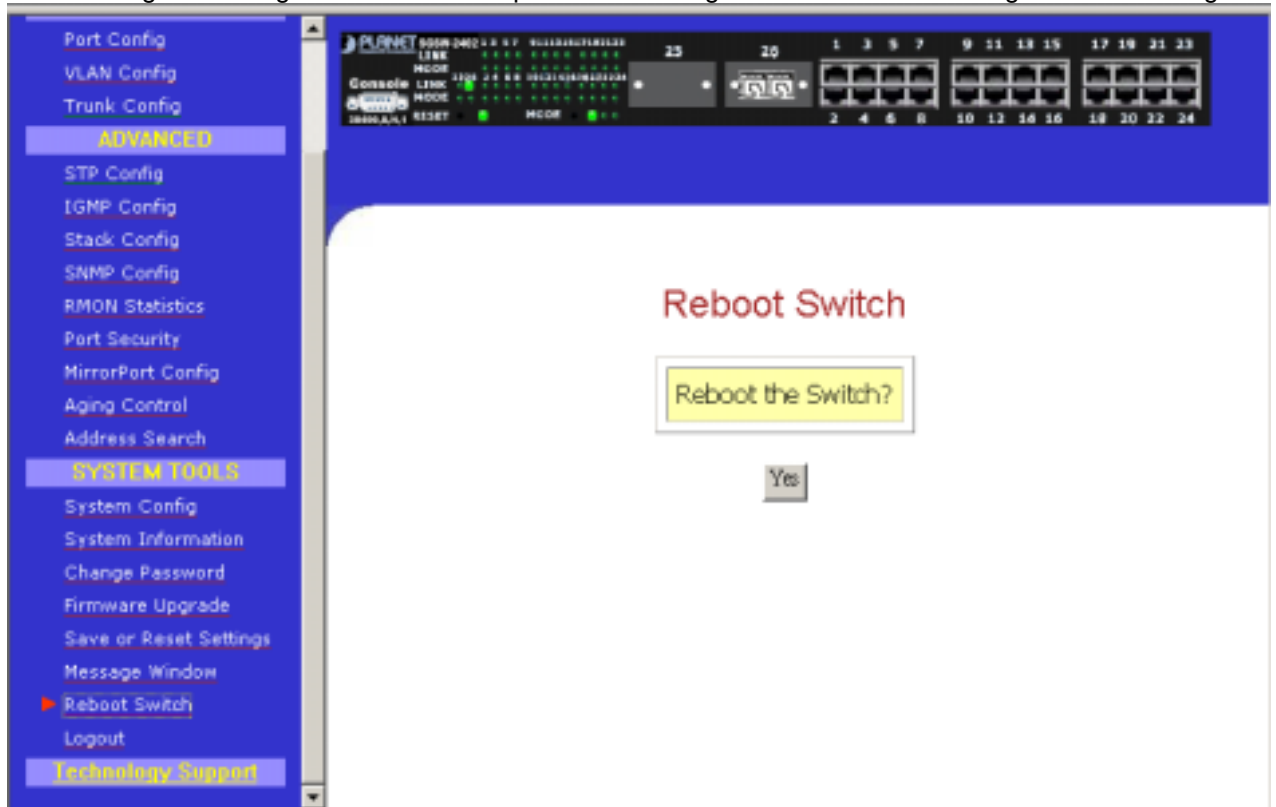 Port Config
VLAN Config
Trunk Config
ADVANCED
STP Config
IGMP Config
Stack Config
SNMP Config
RMON Statistics
Port Security
MirrorPort Config
Aging Control
Address Search
SYSTEM TOOLS
System Config
System Information
Change Password
Firmware Upgrade
Save or Reset Settings
Message Window
Reboot Switch
Logout
Technology Support
PLANET SGSW-2402
LINK
Console LINK
RESET
25 26
1 3 5 7 9 11 13 15 17 19 21 23
2 4 6 8 10 12 14 16 18 20 22 24
Reboot Switch
Reboot the Switch?
Yes